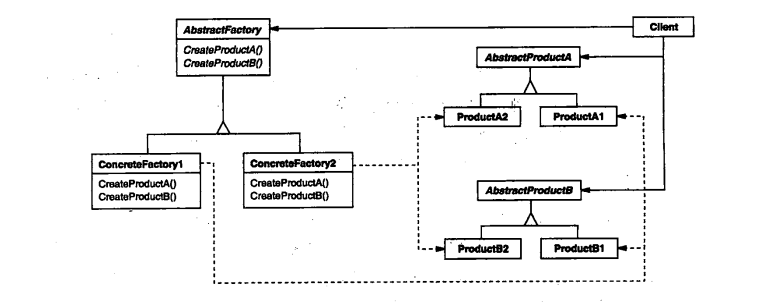 AbstractFactory
CreateProductA()
CreateProductB()
Client
AbstractProductA
ProductA2
ProductA1
ConcreteFactory1
CreateProductA()
CreateProductB()
ConcreteFactory2
CreateProductA()
CreateProductB()
AbstractProductB
ProductB2
ProductB1